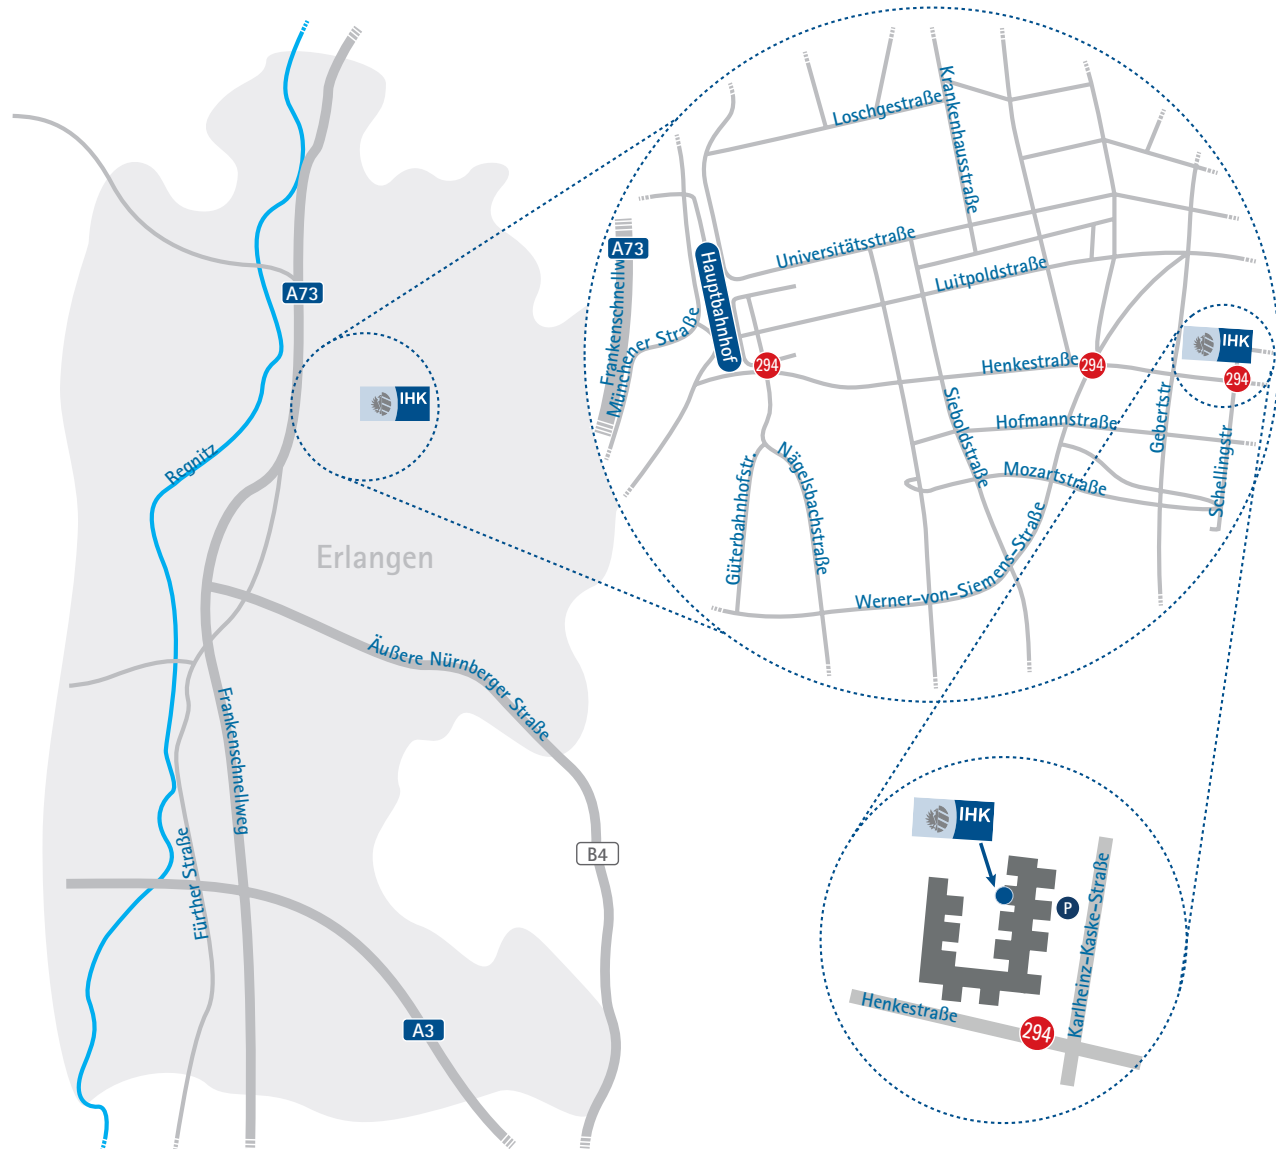 A73
IHK
Regnitz
Erlangen
Äußere Nürnberger Straße
Frankenschnellweg
Fürther Straße
B4
A3
Loschgestraße
Krankenhausstraße
A73
Frankenschnellw
Münchener Straße
Hauptbahnhof
Universitätsstraße
Luitpoldstraße
294
Henkestraße
294
IHK
294
Gebertstr
Schellingstr
Hofmannstraße
Sieboldstraße
Mozartstraße
Güterbahnhofstr.
Nägelsbachstraße
Werner-von-Siemens-Straße
IHK
P
Karlheinz-Kaske-Straße
Henkestraße
294